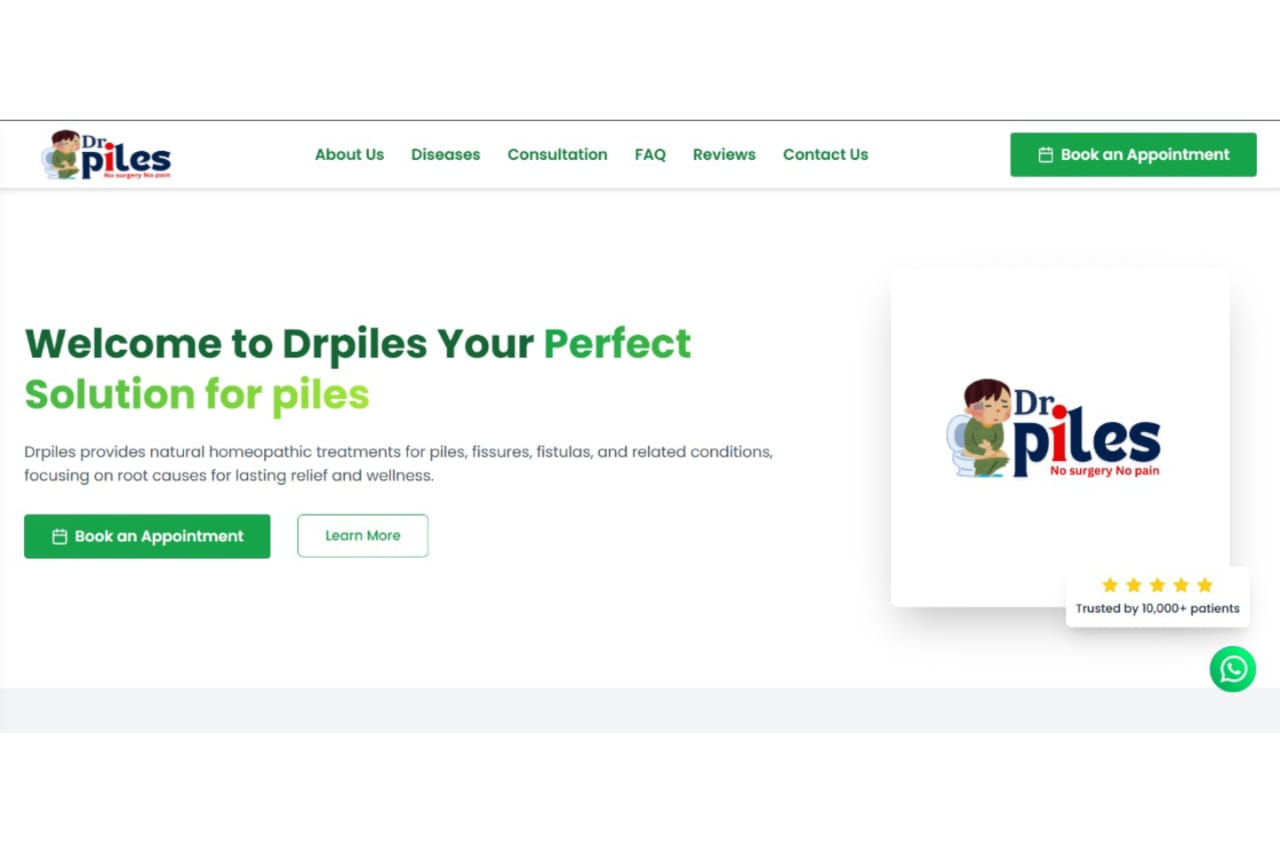 Dr.
piles
No surgery No pain
About Us
Diseases
Consultation
FAQ
Reviews
Contact Us
Book an Appointment
Welcome to Drpiles Your Perfect
Solution for piles
Drpiles provides natural homeopathic treatments for piles, fissures, fistulas, and related conditions,
focusing on root causes for lasting relief and wellness.
Book an Appointment
Learn More
Dr.
piles
No surgery No pain
Trusted by 10,000+ patients